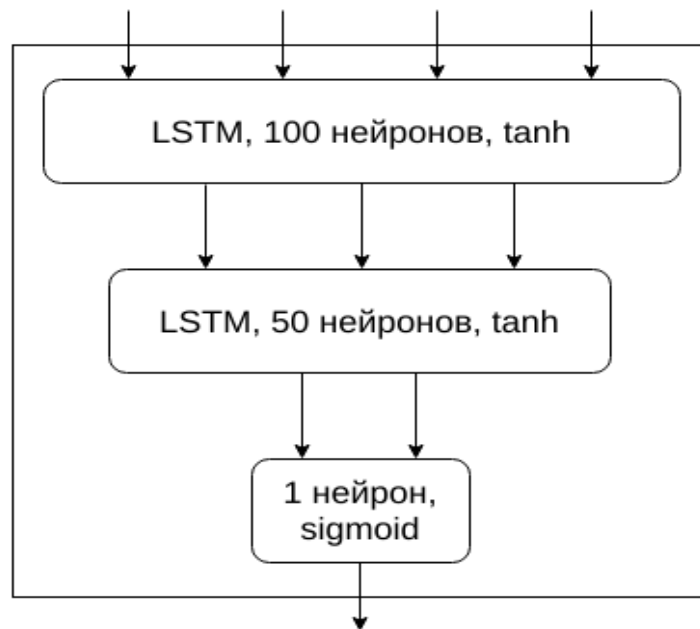 LSTM, 100 нейронов, tanh
LSTM, 50 нейронов, tanh
1 нейрон,
sigmoid